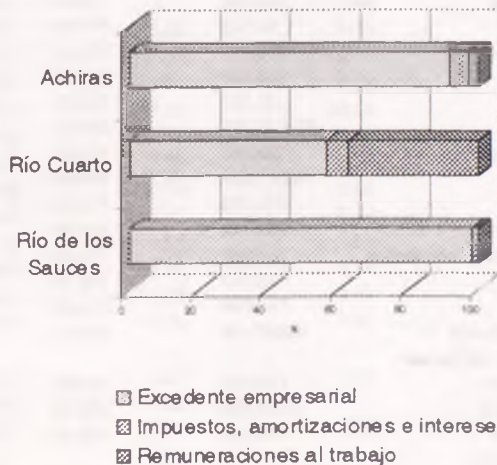 Achiras
Río Cuarto
Río de los
Sauces
0 20 40 60 80 100
Excedente empresarial
Impuestos, amortizaciones e interese
Remuneraciones al trabajo